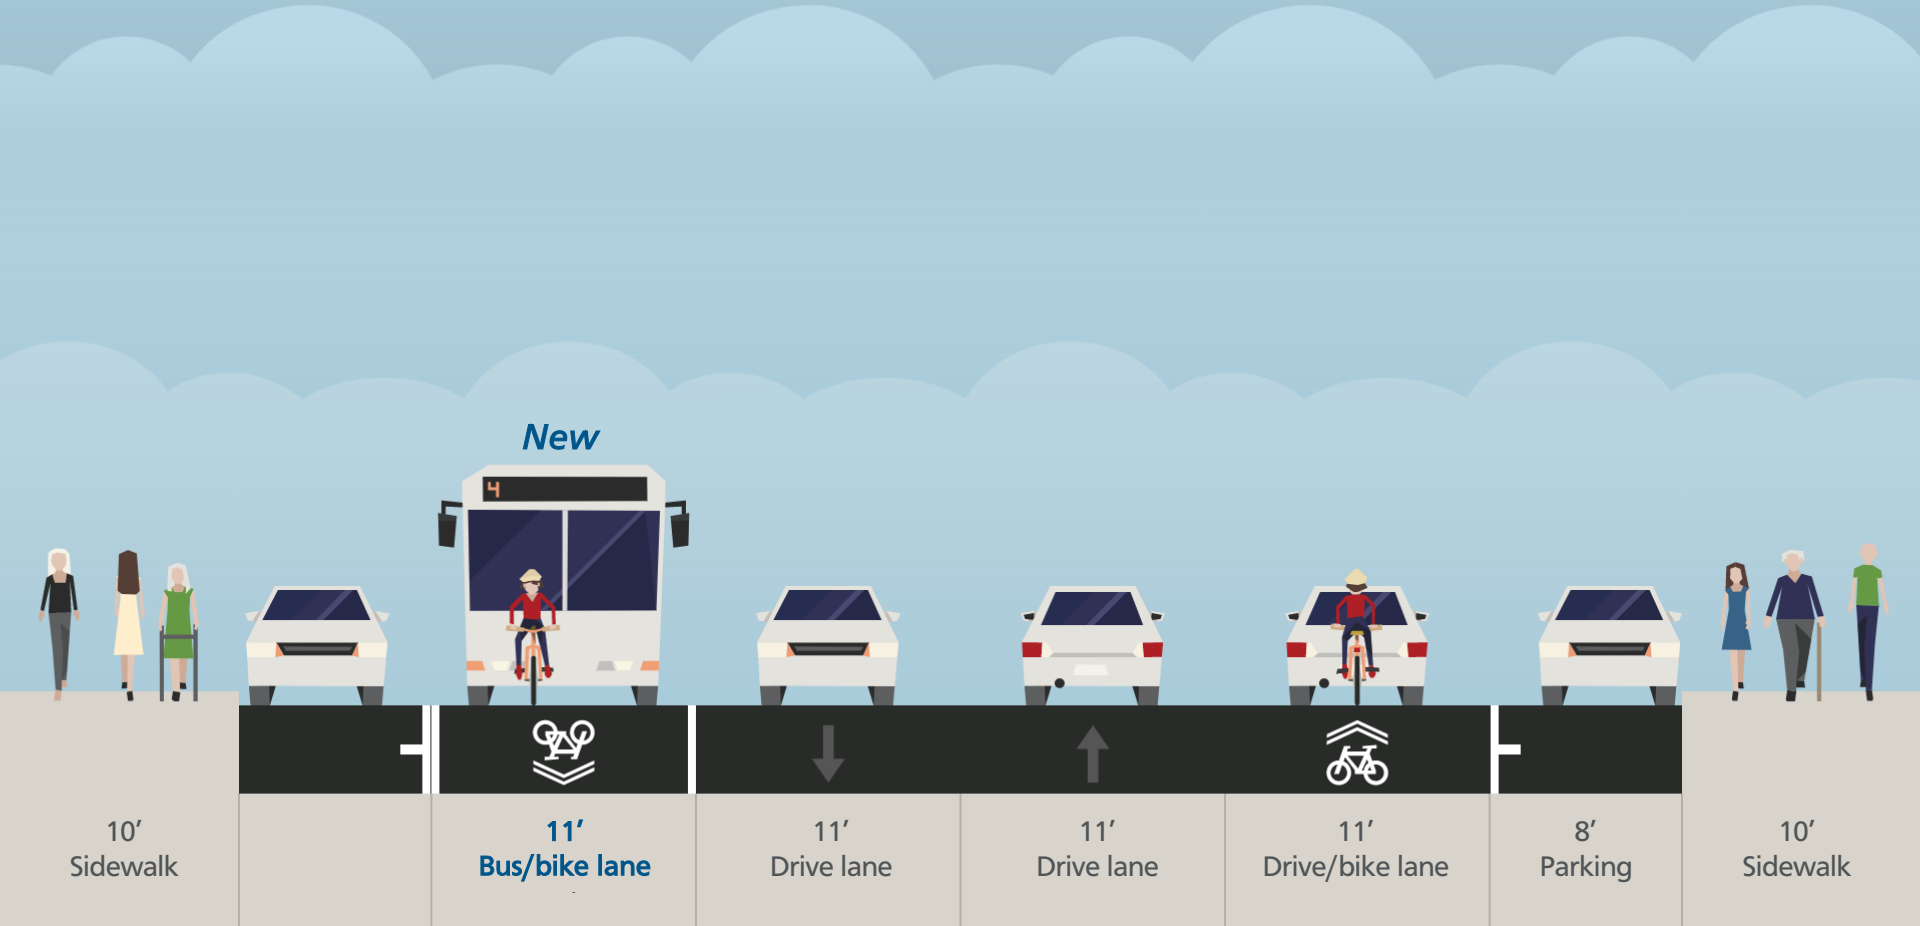 New
4
10’
Sidewalk
11’
Bus/bike lane
11’
Drive lane
11’
Drive lane
11’
Drive/bike lane
8’
Parking
10’
Sidewalk